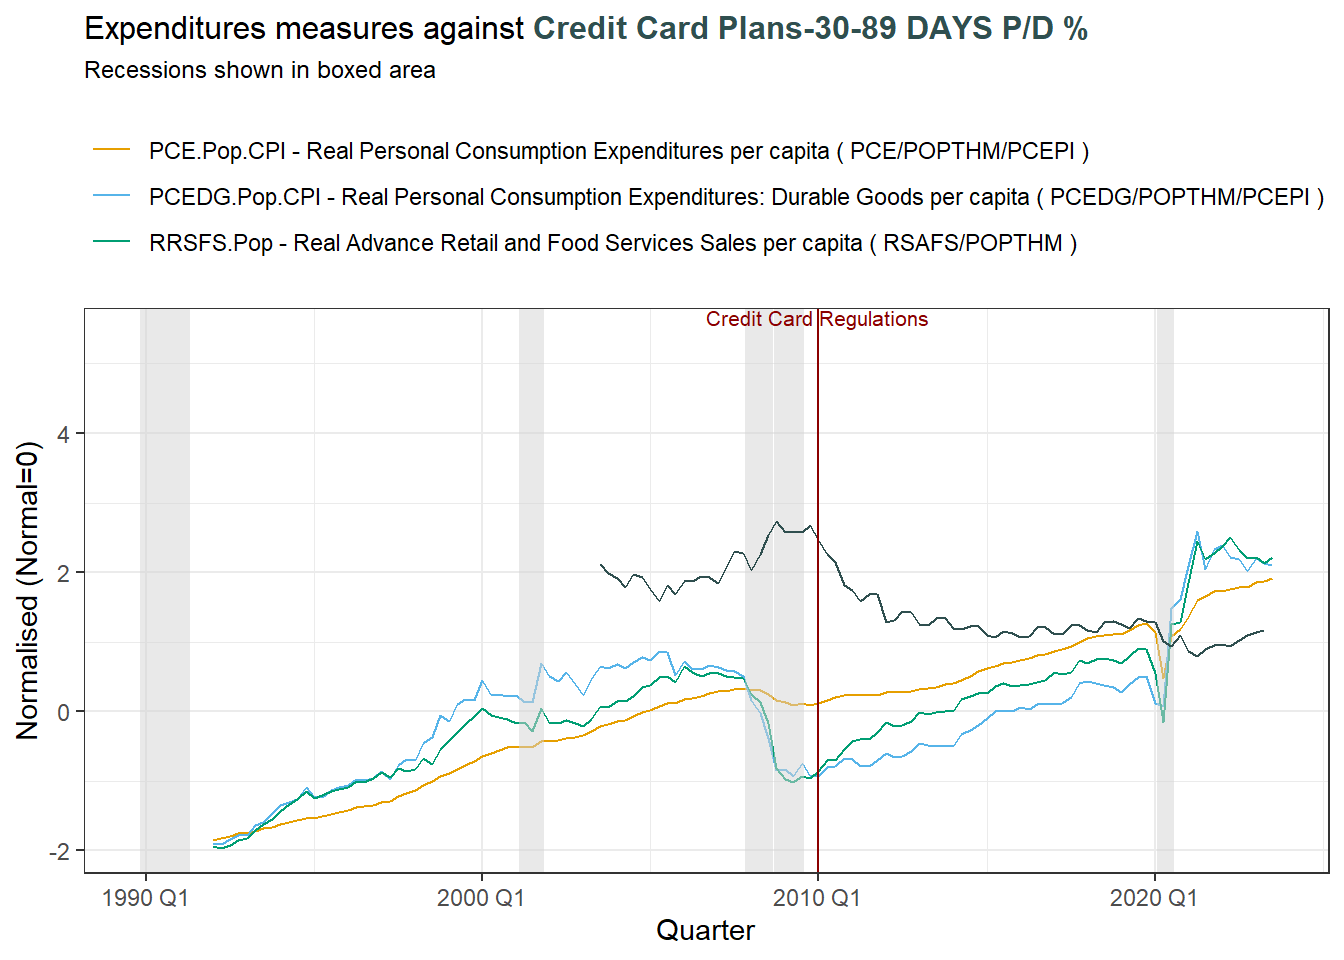 Expenditures measures against Credit Card Plans-30-89 DAYS P/D %
Recessions shown in boxed area
PCE.Pop.CPI - Real Personal Consumption Expenditures per capita ( PCE/POPTHM/PCEPI )
PCEDG.Pop.CPI - Real Personal Consumption Expenditures: Durable Goods per capita ( PCEDG/POPTHM/PCEPI )
RRSFS.Pop - Real Advance Retail and Food Services Sales per capita ( RSAFS/POPTHM )
Credit Card Regulations
Normalised (Normal=0)
4
2
0
-2
1990 Q1
2000 Q1
2010 Q1
2020 Q1
Quarter